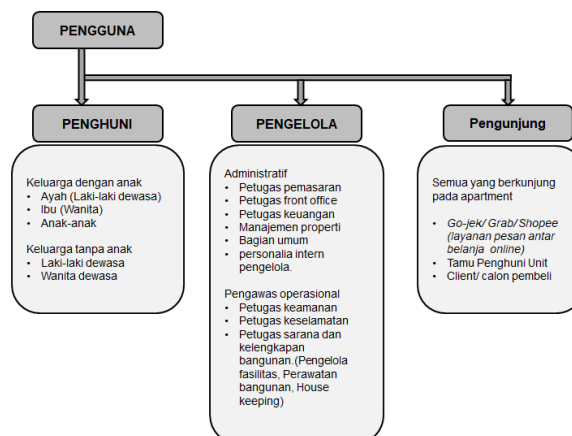 PENGGUNA
PENGHUNI
Keluarga dengan anak
• Ayah (Laki-laki dewasa)
• Ibu (Wanita)
• Anak-anak
Keluarga tanpa anak
• Laki-laki dewasa
• Wanita dewasa
PENGELOLA
Administratif
• Petugas pemasaran
• Petugas front office
• Petugas keuangan
• Manajemen properti
• Bagian umum
• personalia intern
pengelola.
Pengawas operasional
• Petugas keamanan
• Petugas keselamatan
• Petugas sarana dan
kelengkapan
bangunan.(Pengelola
fasilitas, Perawatan
bangunan, House
keeping)
Pengunjung
Semua yang berkunjung
pada apartment
• Go-jek/ Grab/ Shopee
(layanan pesan antar
belanja online)
• Tamu Penghuni Unit
• Client/ calon pembeli